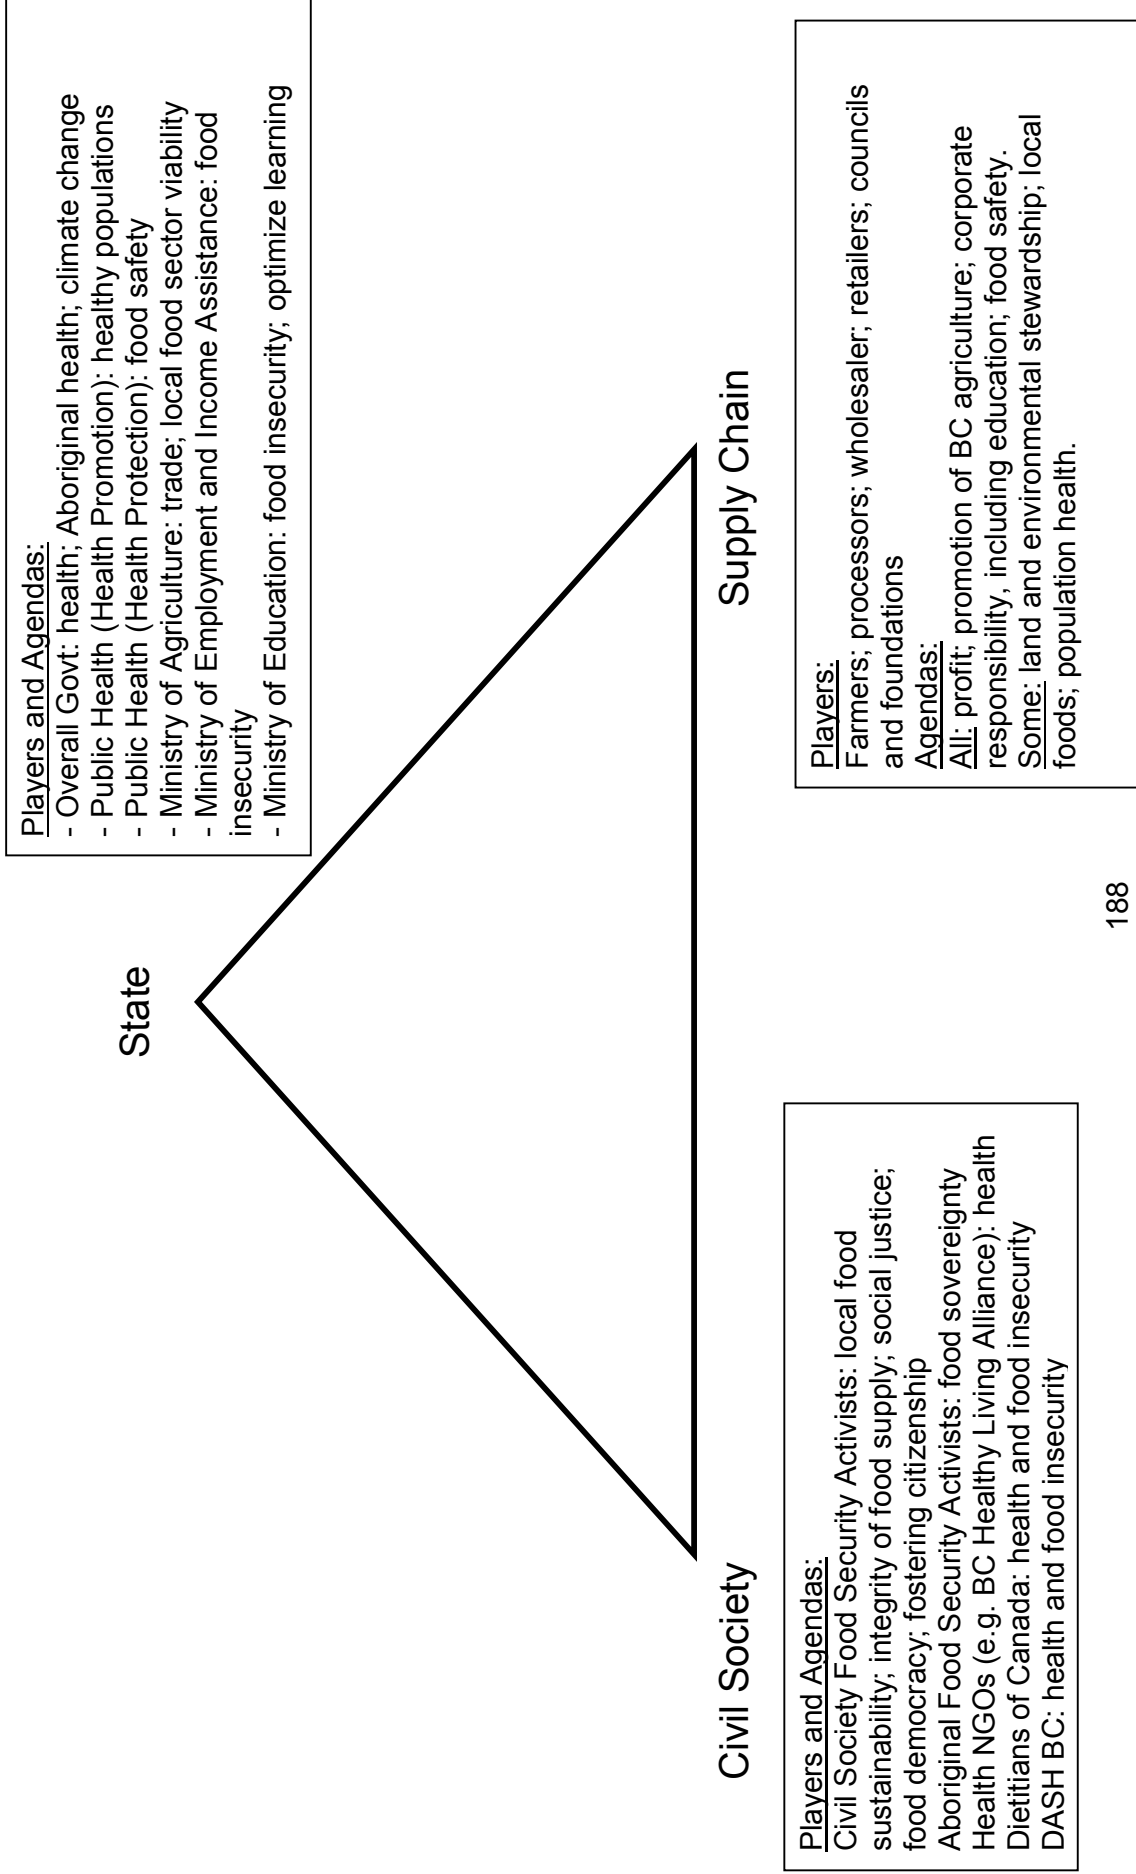 State
Players and Agendas:
- Overall Govt: health; Aboriginal health; climate change
- Public Health (Health Promotion): healthy populations
- Public Health (Health Protection): food safety
- Ministry of Agriculture: trade; local food sector viability
- Ministry of Employment and Income Assistance: food
insecurity
- Ministry of Education: food insecurity; optimize learning
Civil Society
Supply Chain
Players and Agendas:
Civil Society Food Security Activists: local food
sustainability; integrity of food supply; social justice;
food democracy; fostering citizenship
Aboriginal Food Security Activists: food sovereignty
Health NGOs (e.g. BC Healthy Living Alliance): health
Dietitians of Canada: health and food insecurity
DASH BC: health and food insecurity
Players:
Farmers; processors; wholesaler; retailers; councils
and foundations
Agendas:
All: profit; promotion of BC agriculture; corporate
responsibility, including education; food safety.
Some: land and environmental stewardship; local
foods; population health.
188